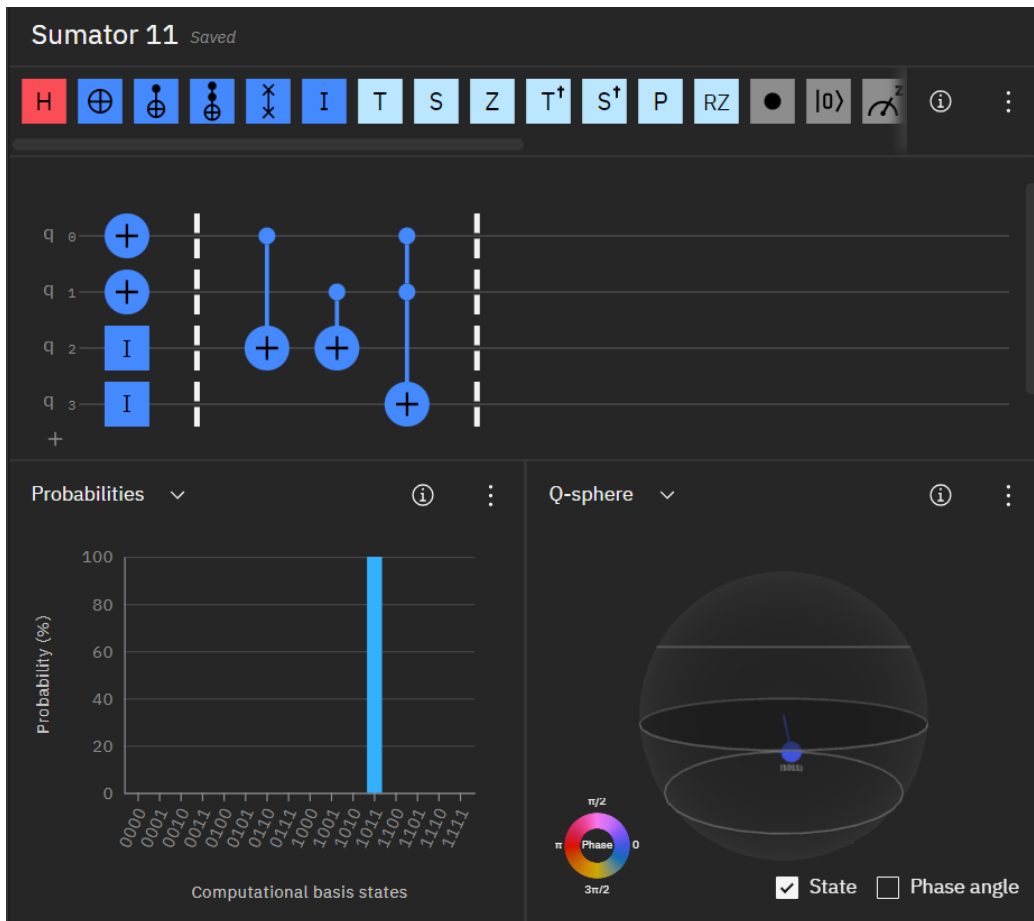 Sumator 11 Saved
H T S Z T† S† P RZ |0⟩ z
I
q 0
q 1
q 2 I
q 3 I
+
Probabilities
Probability (%)
100
80
60
40
20
0
0000 0001 0010 0011 0100 0101 0110 0111 1000 1001 1010 1011 1100 1101 1110 1111
Computational basis states
Q-sphere
|1011⟩
π/2
π Phase 0
3π/2
State Phase angle